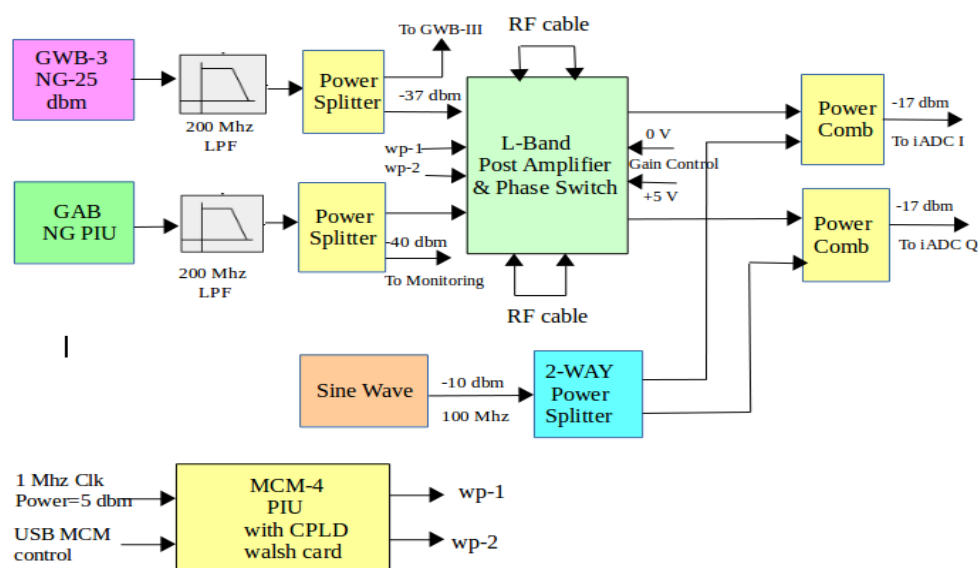 To GWB-III
RF cable
GWB-3
NG-25
dbm
200 Mhz
LPF
Power
Splitter
-37 dbm
wp-1
wp-2
L-Band
Post Amplifier
& Phase Switch
0 V
Gain Control
+5 V
Power
Comb
-17 dbm
To iADC I
GAB
NG PIU
200 Mhz
LPF
Power
Splitter
-40 dbm
To Monitoring
RF cable
Power
Comb
-17 dbm
To iADC Q
Sine Wave
-10 dbm
100 Mhz
2-WAY
Power
Splitter
1 Mhz Clk
Power=5 dbm
USB MCM
control
MCM-4
PIU
with CPLD
walsh card
wp-1
wp-2